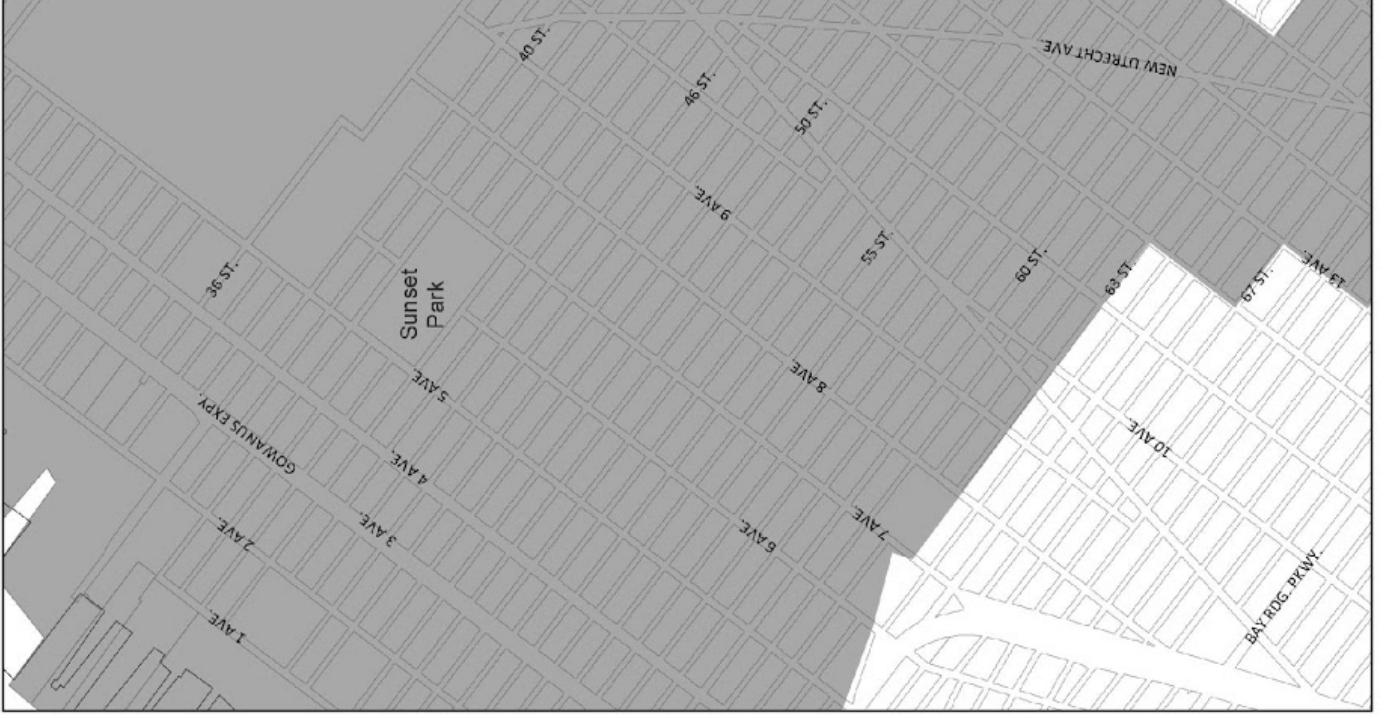 40 ST.
NEW UTRECHT AVE.
46 ST.
50 ST.
9 AVE.
55 ST.
36 ST.
60 ST.
63 ST.
67 ST.
13 AVE.
Sunset
Park
5 AVE.
8 AVE.
GOWANUS EXPY.
4 AVE.
10 AVE.
2 AVE.
3 AVE.
6 AVE.
7 AVE.
1 AVE.
BAY RDG. PKWY.